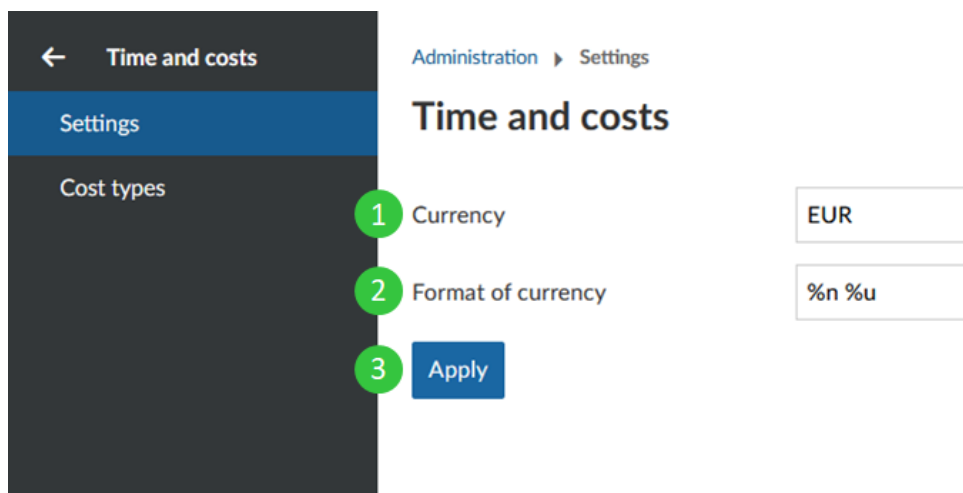 ← Time and costs
Settings
Cost types
Administration ▸ Settings
Time and costs
1 Currency EUR
2 Format of currency %n %u
3 Apply